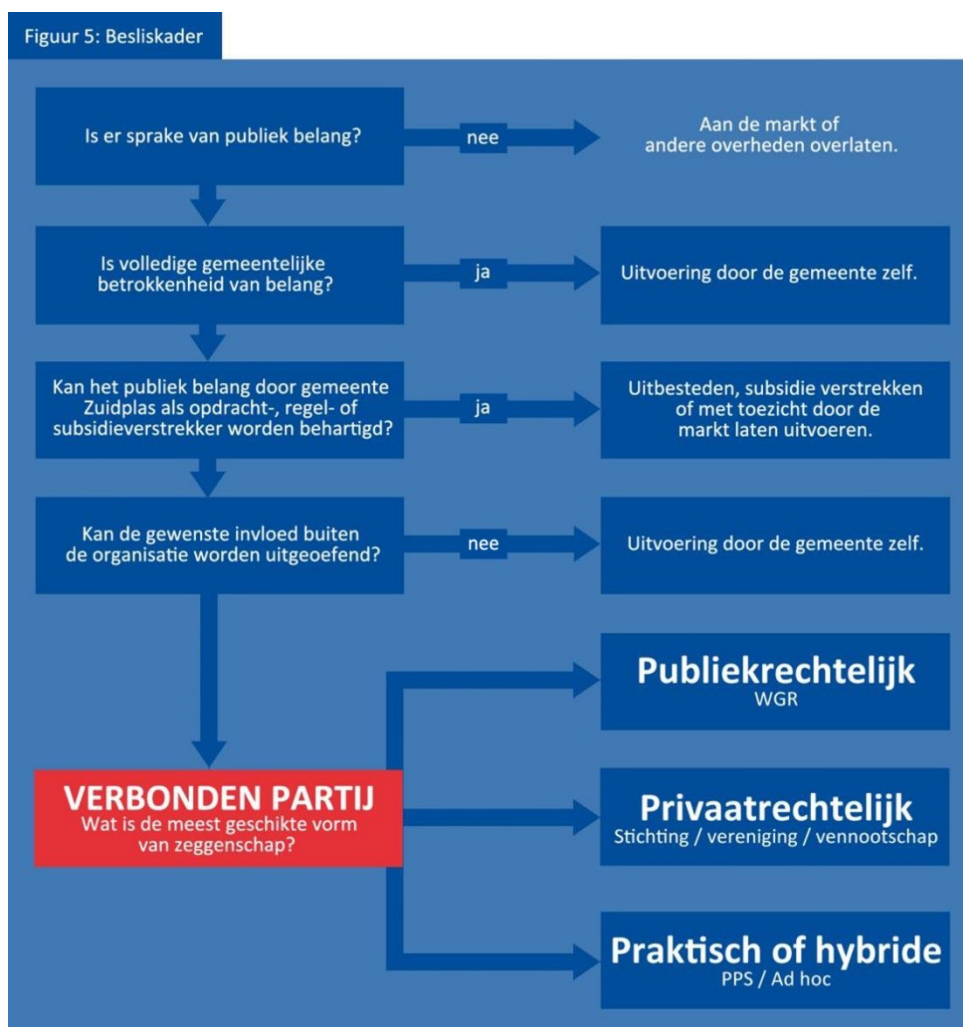 Figuur 5: Besliskader
Is er sprake van publiek belang?
nee
Aan de markt of
andere overheden overlaten.
Is volledige gemeentelijke
betrokkenheid van belang?
ja
Uitvoering door de gemeente zelf.
Kan het publiek belang door gemeente
Zuidplas als opdracht-, regel- of
subsidieverstrekker worden behartigd?
ja
Uitbesteden, subsidie verstrekken
of met toezicht door de
markt laten uitvoeren.
Kan de gewenste invloed buiten
de organisatie worden uitgeoefend?
nee
Uitvoering door de gemeente zelf.
VERBONDEN PARTIJ
Wat is de meest geschikte vorm
van zeggenschap?
Publiekrechtelijk
WGR
Privaatrechtelijk
Stichting / vereniging / vennootschap
Praktisch of hybride
PPS / Ad hoc